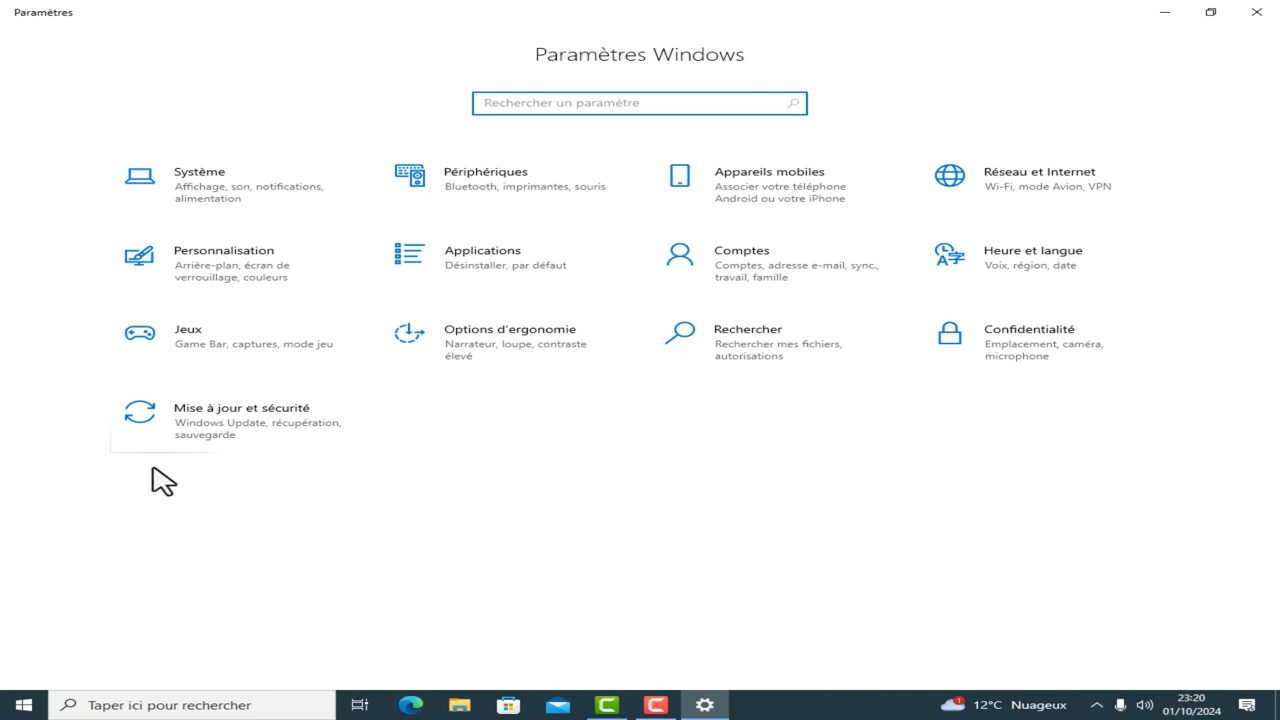 Paramètres
Paramètres Windows
Rechercher un paramètre
Système
Affichage, son, notifications,
alimentation
Périphériques
Bluetooth, imprimantes, souris
Appareils mobiles
Associer votre téléphone
Android ou votre iPhone
Réseau et Internet
Wi-Fi, mode Avion, VPN
Personnalisation
Arrière-plan, écran de
verrouillage, couleurs
Applications
Désinstaller, par défaut
Comptes
Comptes, adresse e-mail, sync.,
travail, famille
Heure et langue
Voix, région, date
Jeux
Game Bar, captures, mode jeu
Options d'ergonomie
Narrateur, loupe, contraste
élevé
Rechercher
Rechercher mes fichiers,
autorisations
Confidentialité
Emplacement, caméra,
microphone
Mise à jour et sécurité
Windows Update, récupération,
sauvegarde
Taper ici pour rechercher
1
12°C Nuageux
23:20
01/10/2024